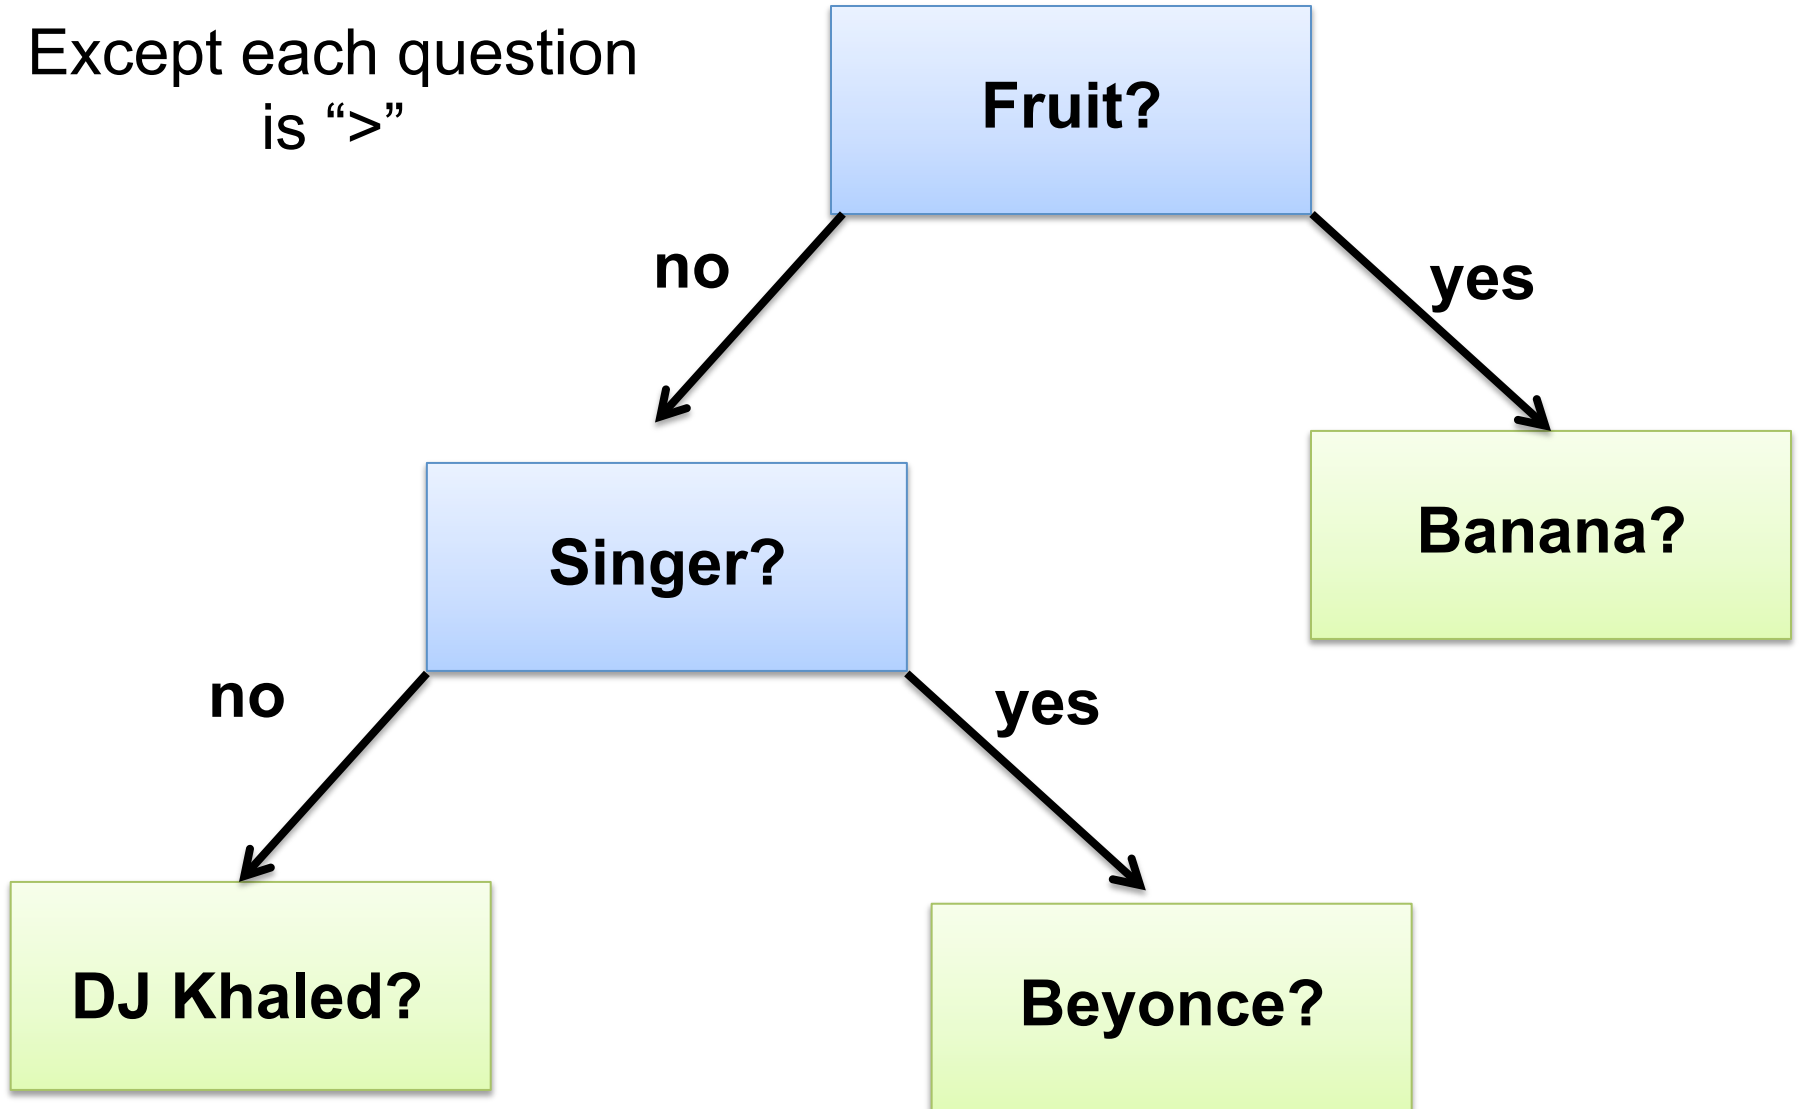 Except each question
is “>”
Fruit?
no
yes
Singer?
Banana?
no
yes
DJ Khaled?
Beyonce?